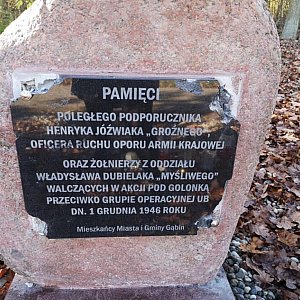 PAMIĘCI
POLEGŁEGO PODPORUCZNIKA
HENRYKA JÓŹWIAKA „GROŹNEGO",
OFICERA RUCHU OPORU ARMII KRAJOWEJ
ORAZ ŻOŁNIERZY Z ODDZIAŁU
WŁADYSŁAWA DUBIELAKA „MYŚLIWEGO"
WALCZĄCYCH W AKCJI POD GOLONKĄ
PRZECIWKO GRUPIE OPERACYJNEJ UB
DN. 1 GRUDNIA 1946 ROKU
Mieszkańcy Miasta i Gminy Gąbin